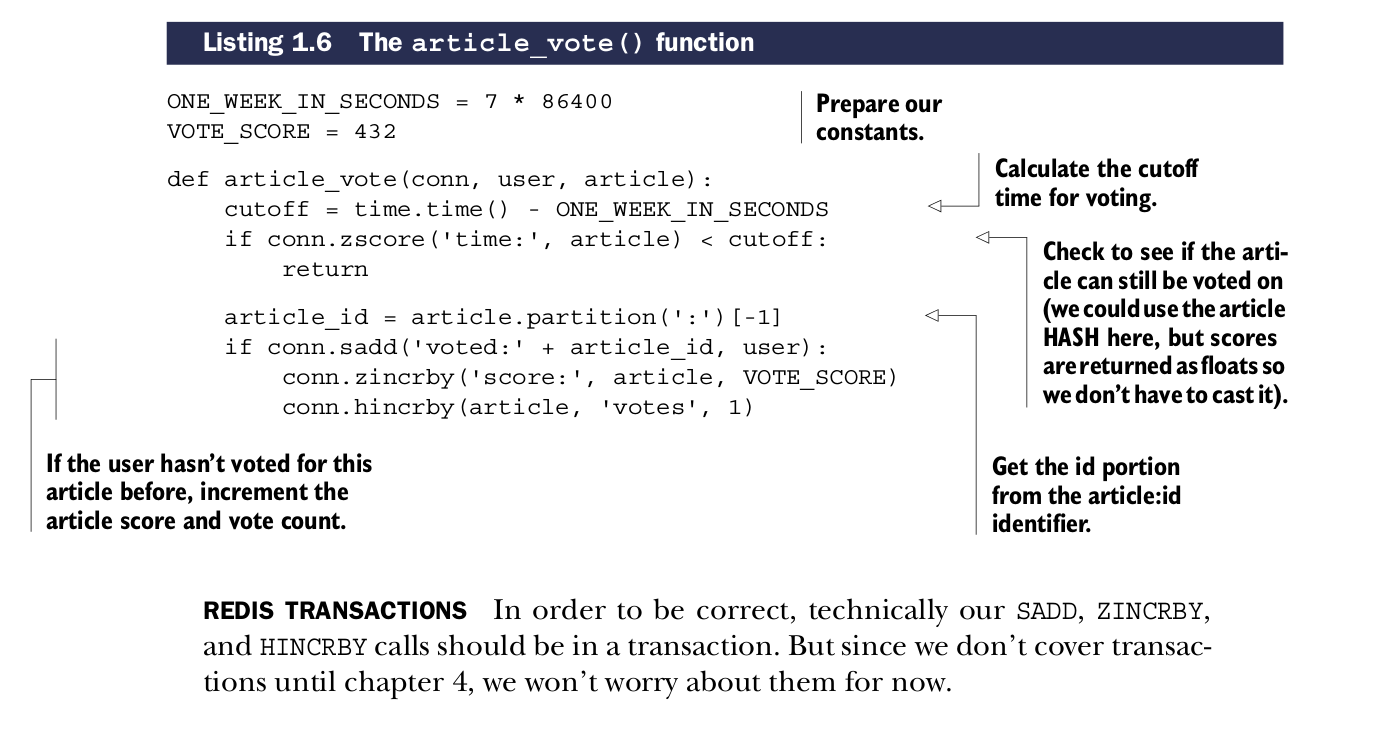 Listing 1.6 The article_vote() function
ONE_WEEK_IN_SECONDS = 7 * 86400
VOTE_SCORE = 432
Prepare our
constants.
def article_vote(conn, user, article):
    cutoff = time.time() - ONE_WEEK_IN_SECONDS
    if conn.zscore('time:', article) < cutoff:
        return
Calculate the cutoff
time for voting.
Check to see if the arti-
cle can still be voted on
(we could use the article
HASH here, but scores
are returned as floats so
we don't have to cast it).
    article_id = article.partition(':')[-1]
    if conn.sadd('voted:' + article_id, user):
        conn.zincrby('score:', article, VOTE_SCORE)
        conn.hincrby(article, 'votes', 1)
If the user hasn't voted for this
article before, increment the
article score and vote count.
Get the id portion
from the article:id
identifier.
REDIS TRANSACTIONS In order to be correct, technically our SADD, ZINCRBY,
and HINCRBY calls should be in a transaction. But since we don't cover transac-
tions until chapter 4, we won't worry about them for now.